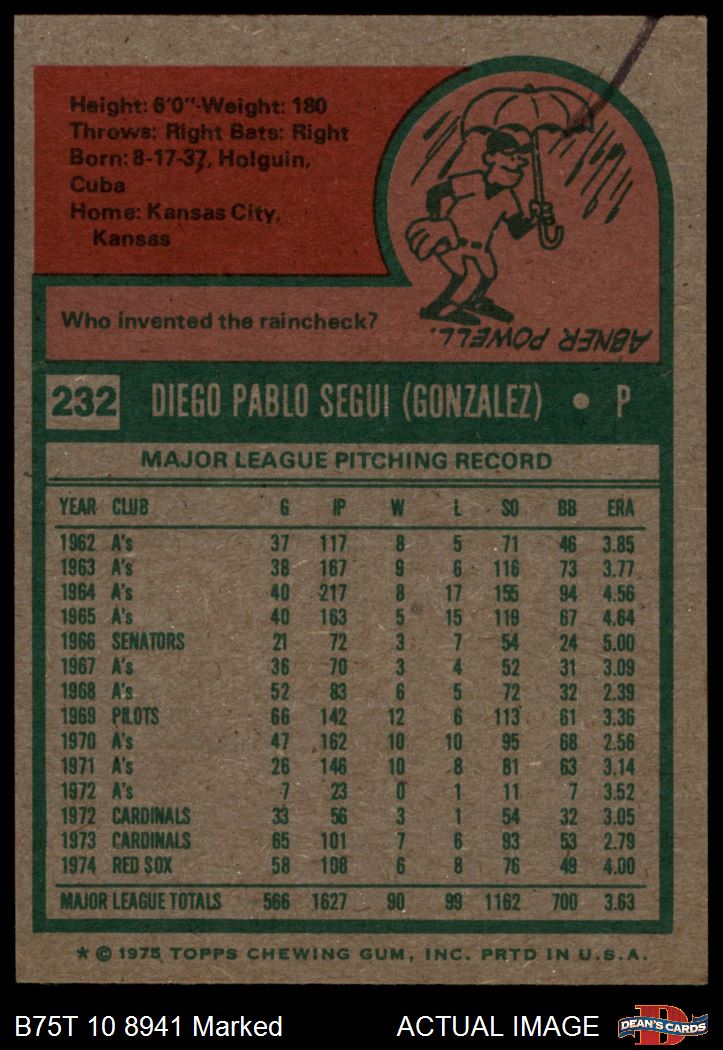 Height: 6'0"-Weight: 180
Throws: Right Bats: Right
Born: 8-17-37, Holguin,
Cuba
Home: Kansas City,
Kansas
Who invented the raincheck?
ABNER POWELL.
232 DIEGO PABLO SEGUI (GONZALEZ) • P
MAJOR LEAGUE PITCHING RECORD
YEAR CLUB G IP W L SO BB ERA
1962 A's 37 117 8 5 71 46 3.85
1963 A's 38 167 9 6 116 73 3.77
1964 A's 40 217 8 17 155 94 4.56
1965 A's 40 163 5 15 119 67 4.64
1966 SENATORS 21 72 3 7 54 24 5.00
1967 A's 36 70 3 4 52 31 3.09
1968 A's 52 83 6 5 72 32 2.39
1969 PILOTS 66 142 12 6 113 61 3.36
1970 A's 47 162 10 10 95 68 2.56
1971 A's 26 146 10 8 81 63 3.14
1972 A's 7 23 0 1 11 7 3.52
1972 CARDINALS 33 56 3 1 54 32 3.05
1973 CARDINALS 65 101 7 6 93 53 2.79
1974 RED SOX 58 108 6 8 76 49 4.00
MAJOR LEAGUE TOTALS 566 1627 90 99 1162 700 3.63
* © 1975 TOPPS CHEWING GUM, INC. PRTD IN U.S.A.
B75T 10 8941 Marked ACTUAL IMAGE
D
DEAN'S CARDS